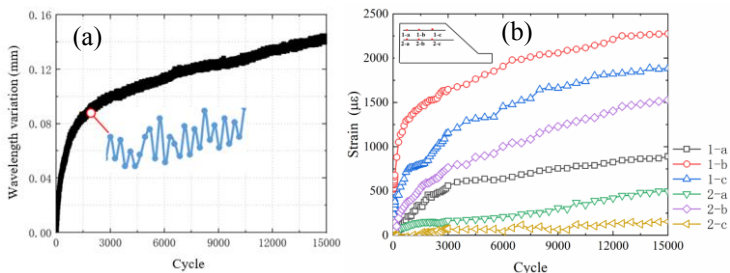 (a)
Wavelength variation (mm)
0.16
0.12
0.08
0.04
0.00
0 3000 6000 9000 12000 15000
Cycle
(b)
1-a 1-b 1-c
2-a 2-b 2-c
Strain (με)
2500
2000
1500
1000
500
0
0 3000 6000 9000 12000 15000
Cycle
1-a
1-b
1-c
2-a
2-b
2-c